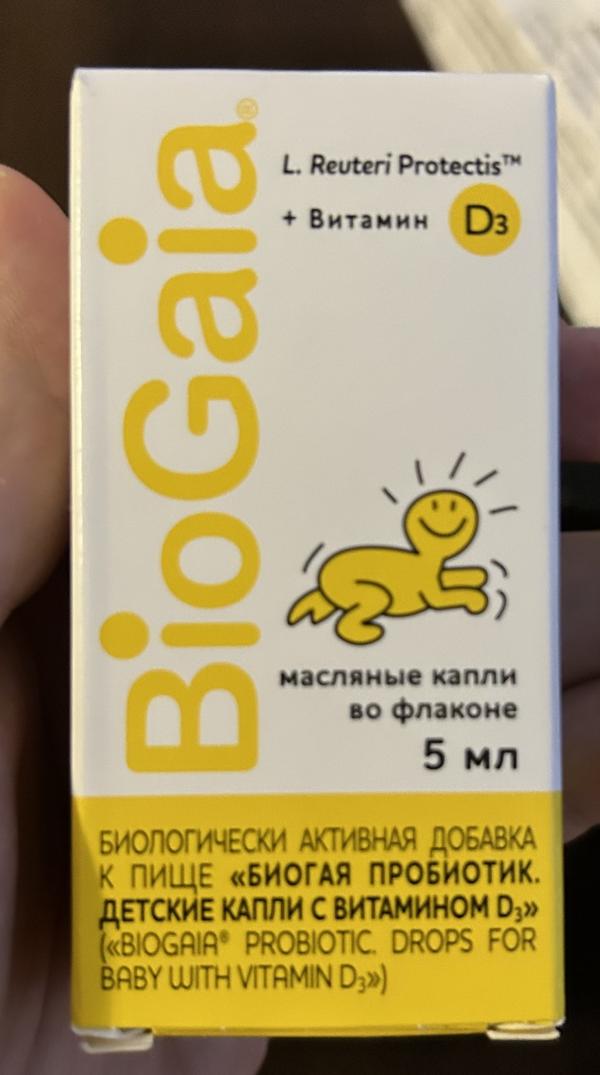 BioGaia®
L. Reuteri Protectis™
+ Витамин D3
масляные капли
во флаконе
5 мл
БИОЛОГИЧЕСКИ АКТИВНАЯ ДОБАВКА
К ПИЩЕ «БИОГАЯ ПРОБИОТИК.
ДЕТСКИЕ КАПЛИ С ВИТАМИНОМ D₃»
(«BIOGAIA® PROBIOTIC. DROPS FOR
BABY WITH VITAMIN D₃»)